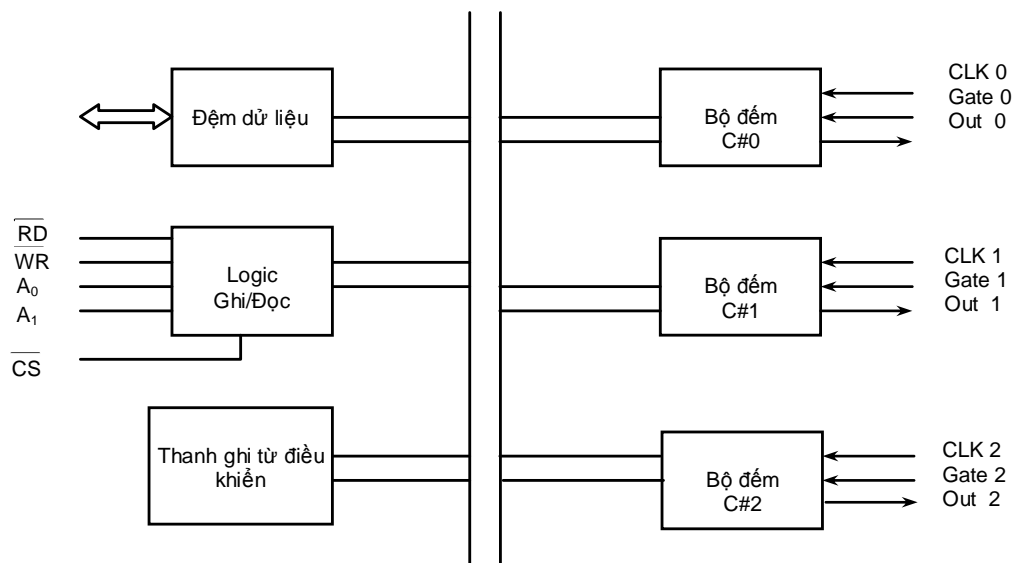 Đệm dử liệu
Bộ đếm
C#0
CLK 0
Gate 0
Out 0
RD
WR
A₀
A₁
CS
Logic
Ghi/Đọc
Bộ đếm
C#1
CLK 1
Gate 1
Out 1
Thanh ghi từ điều
khiển
Bộ đếm
C#2
CLK 2
Gate 2
Out 2